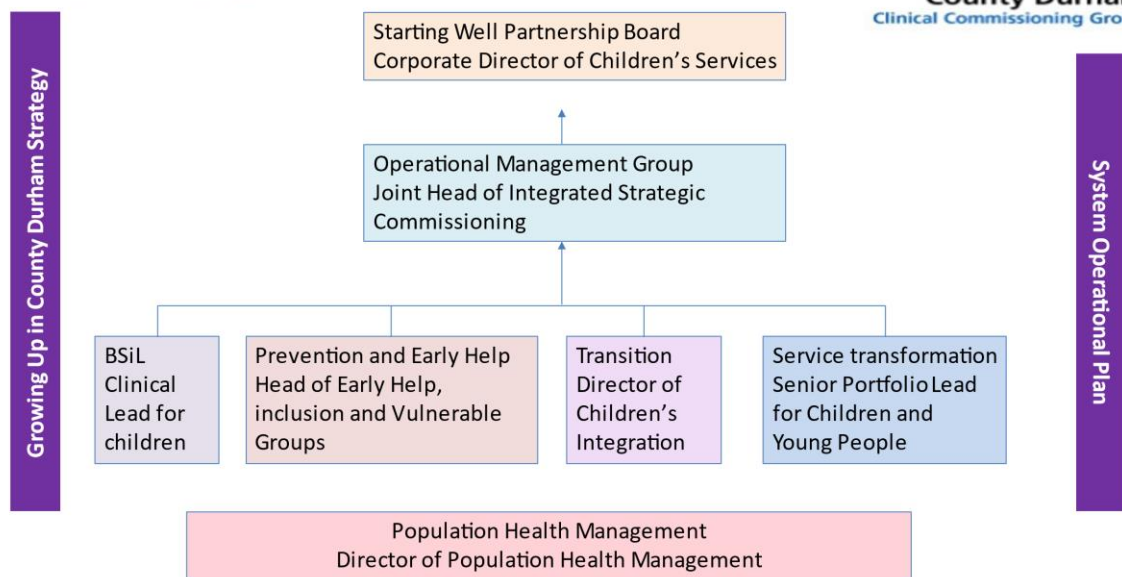 County Durham
Clinical Commissioning Gro
Starting Well Partnership Board
Corporate Director of Children's Services
Growing Up in County Durham Strategy
System Operational Plan
Operational Management Group
Joint Head of Integrated Strategic
Commissioning
BSiL
Clinical
Lead for
children
Prevention and Early Help
Head of Early Help,
inclusion and Vulnerable
Groups
Transition
Director of
Children's
Integration
Service transformation
Senior Portfolio Lead
for Children and
Young People
Population Health Management
Director of Population Health Management